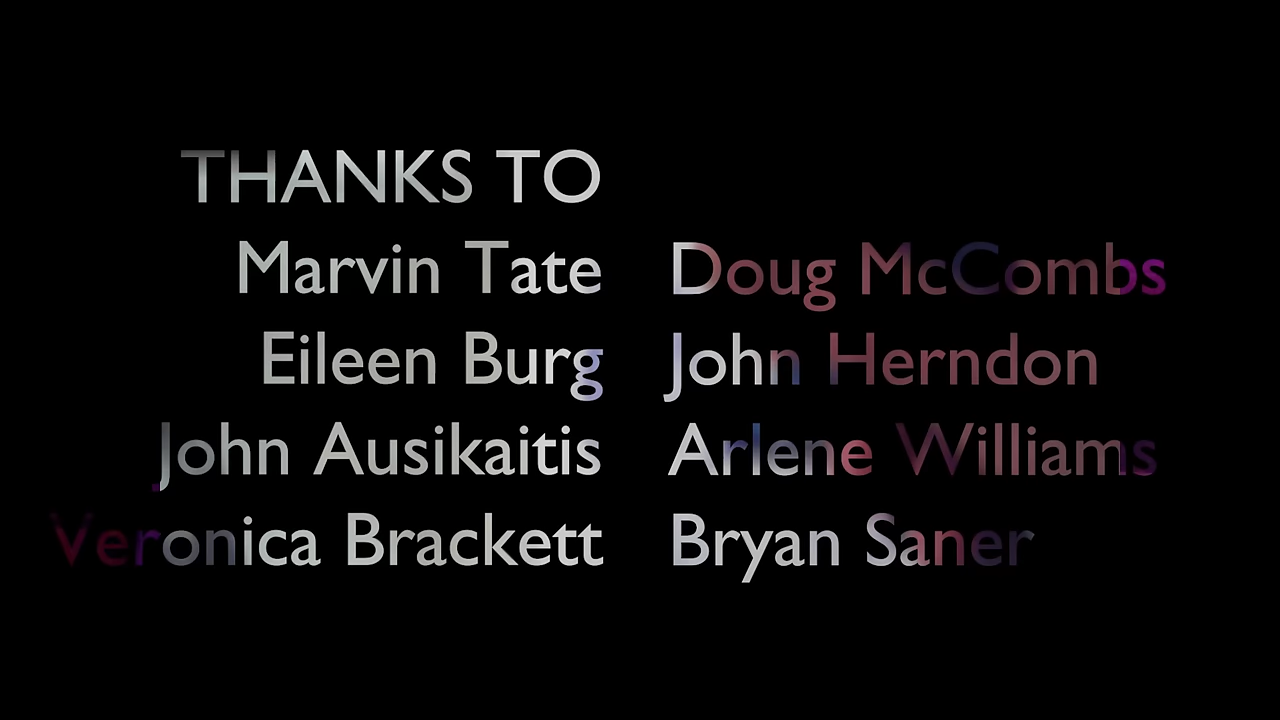 THANKS TO
Marvin Tate
Eileen Burg
John Ausikaitis
Veronica Brackett
Doug McCombs
John Herndon
Arlene Williams
Bryan Saner